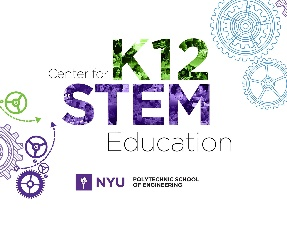 Center for K12
STEM
Education
NYU POLYTECHNIC SCHOOL
OF ENGINEERING